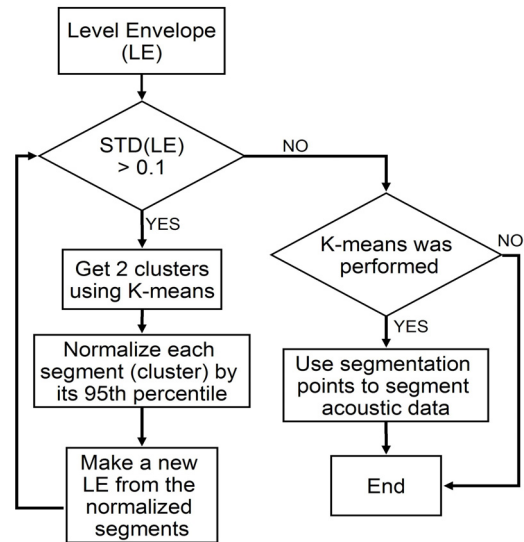 Level Envelope
(LE)
STD(LE)
> 0.1
NO
YES
Get 2 clusters
using K-means
Normalize each
segment (cluster) by
its 95th percentile
Make a new
LE from the
normalized
segments
K-means was
performed
NO
YES
Use segmentation
points to segment
acoustic data
End